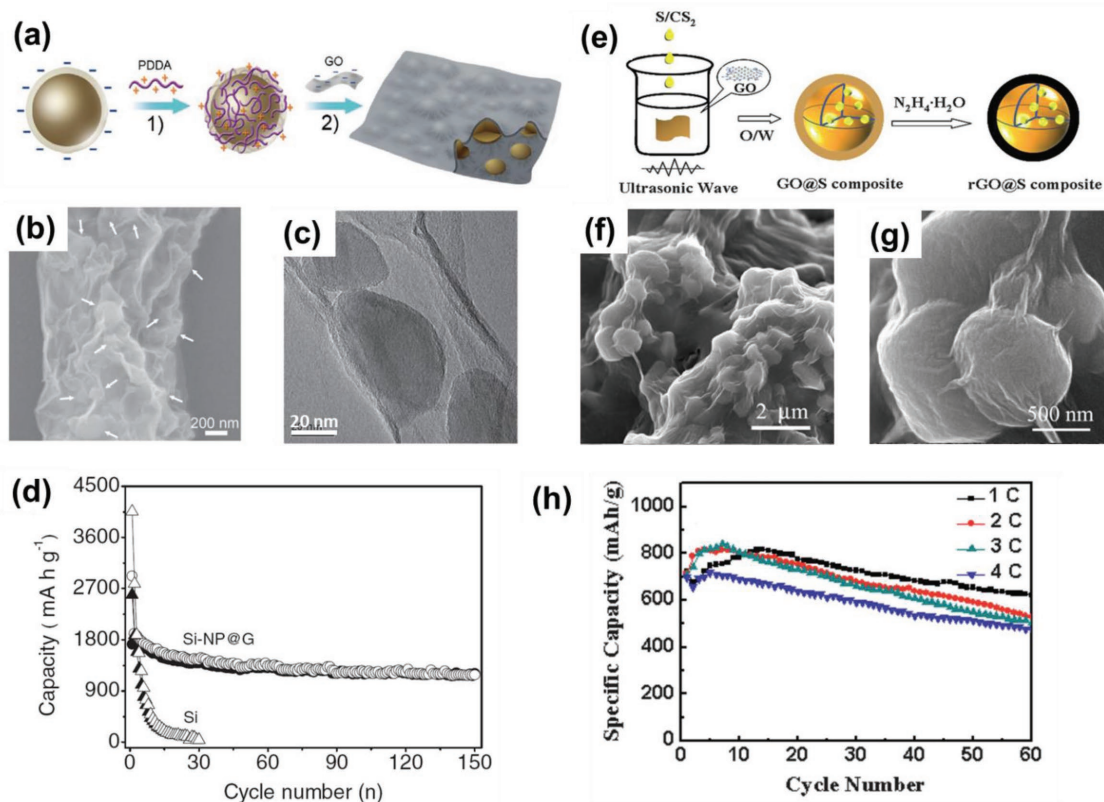 (a)
PDDA
1)
GO
2)
(e)
S/CS₂
GO
O/W
Ultrasonic Wave
GO@S composite
N₂H₄·H₂O
rGO@S composite
(b)
200 nm
(c)
20 nm
(f)
2 μm
(g)
500 nm
(d)
4500
3600
2700
1800
900
0
Capacity ( mA h g⁻¹)
Si-NP@G
Si
0 30 60 90 120 150
Cycle number (n)
(h)
1000
800
600
400
200
0
Specific Capacity (mAh/g)
1 C
2 C
3 C
4 C
0 10 20 30 40 50 60
Cycle Number